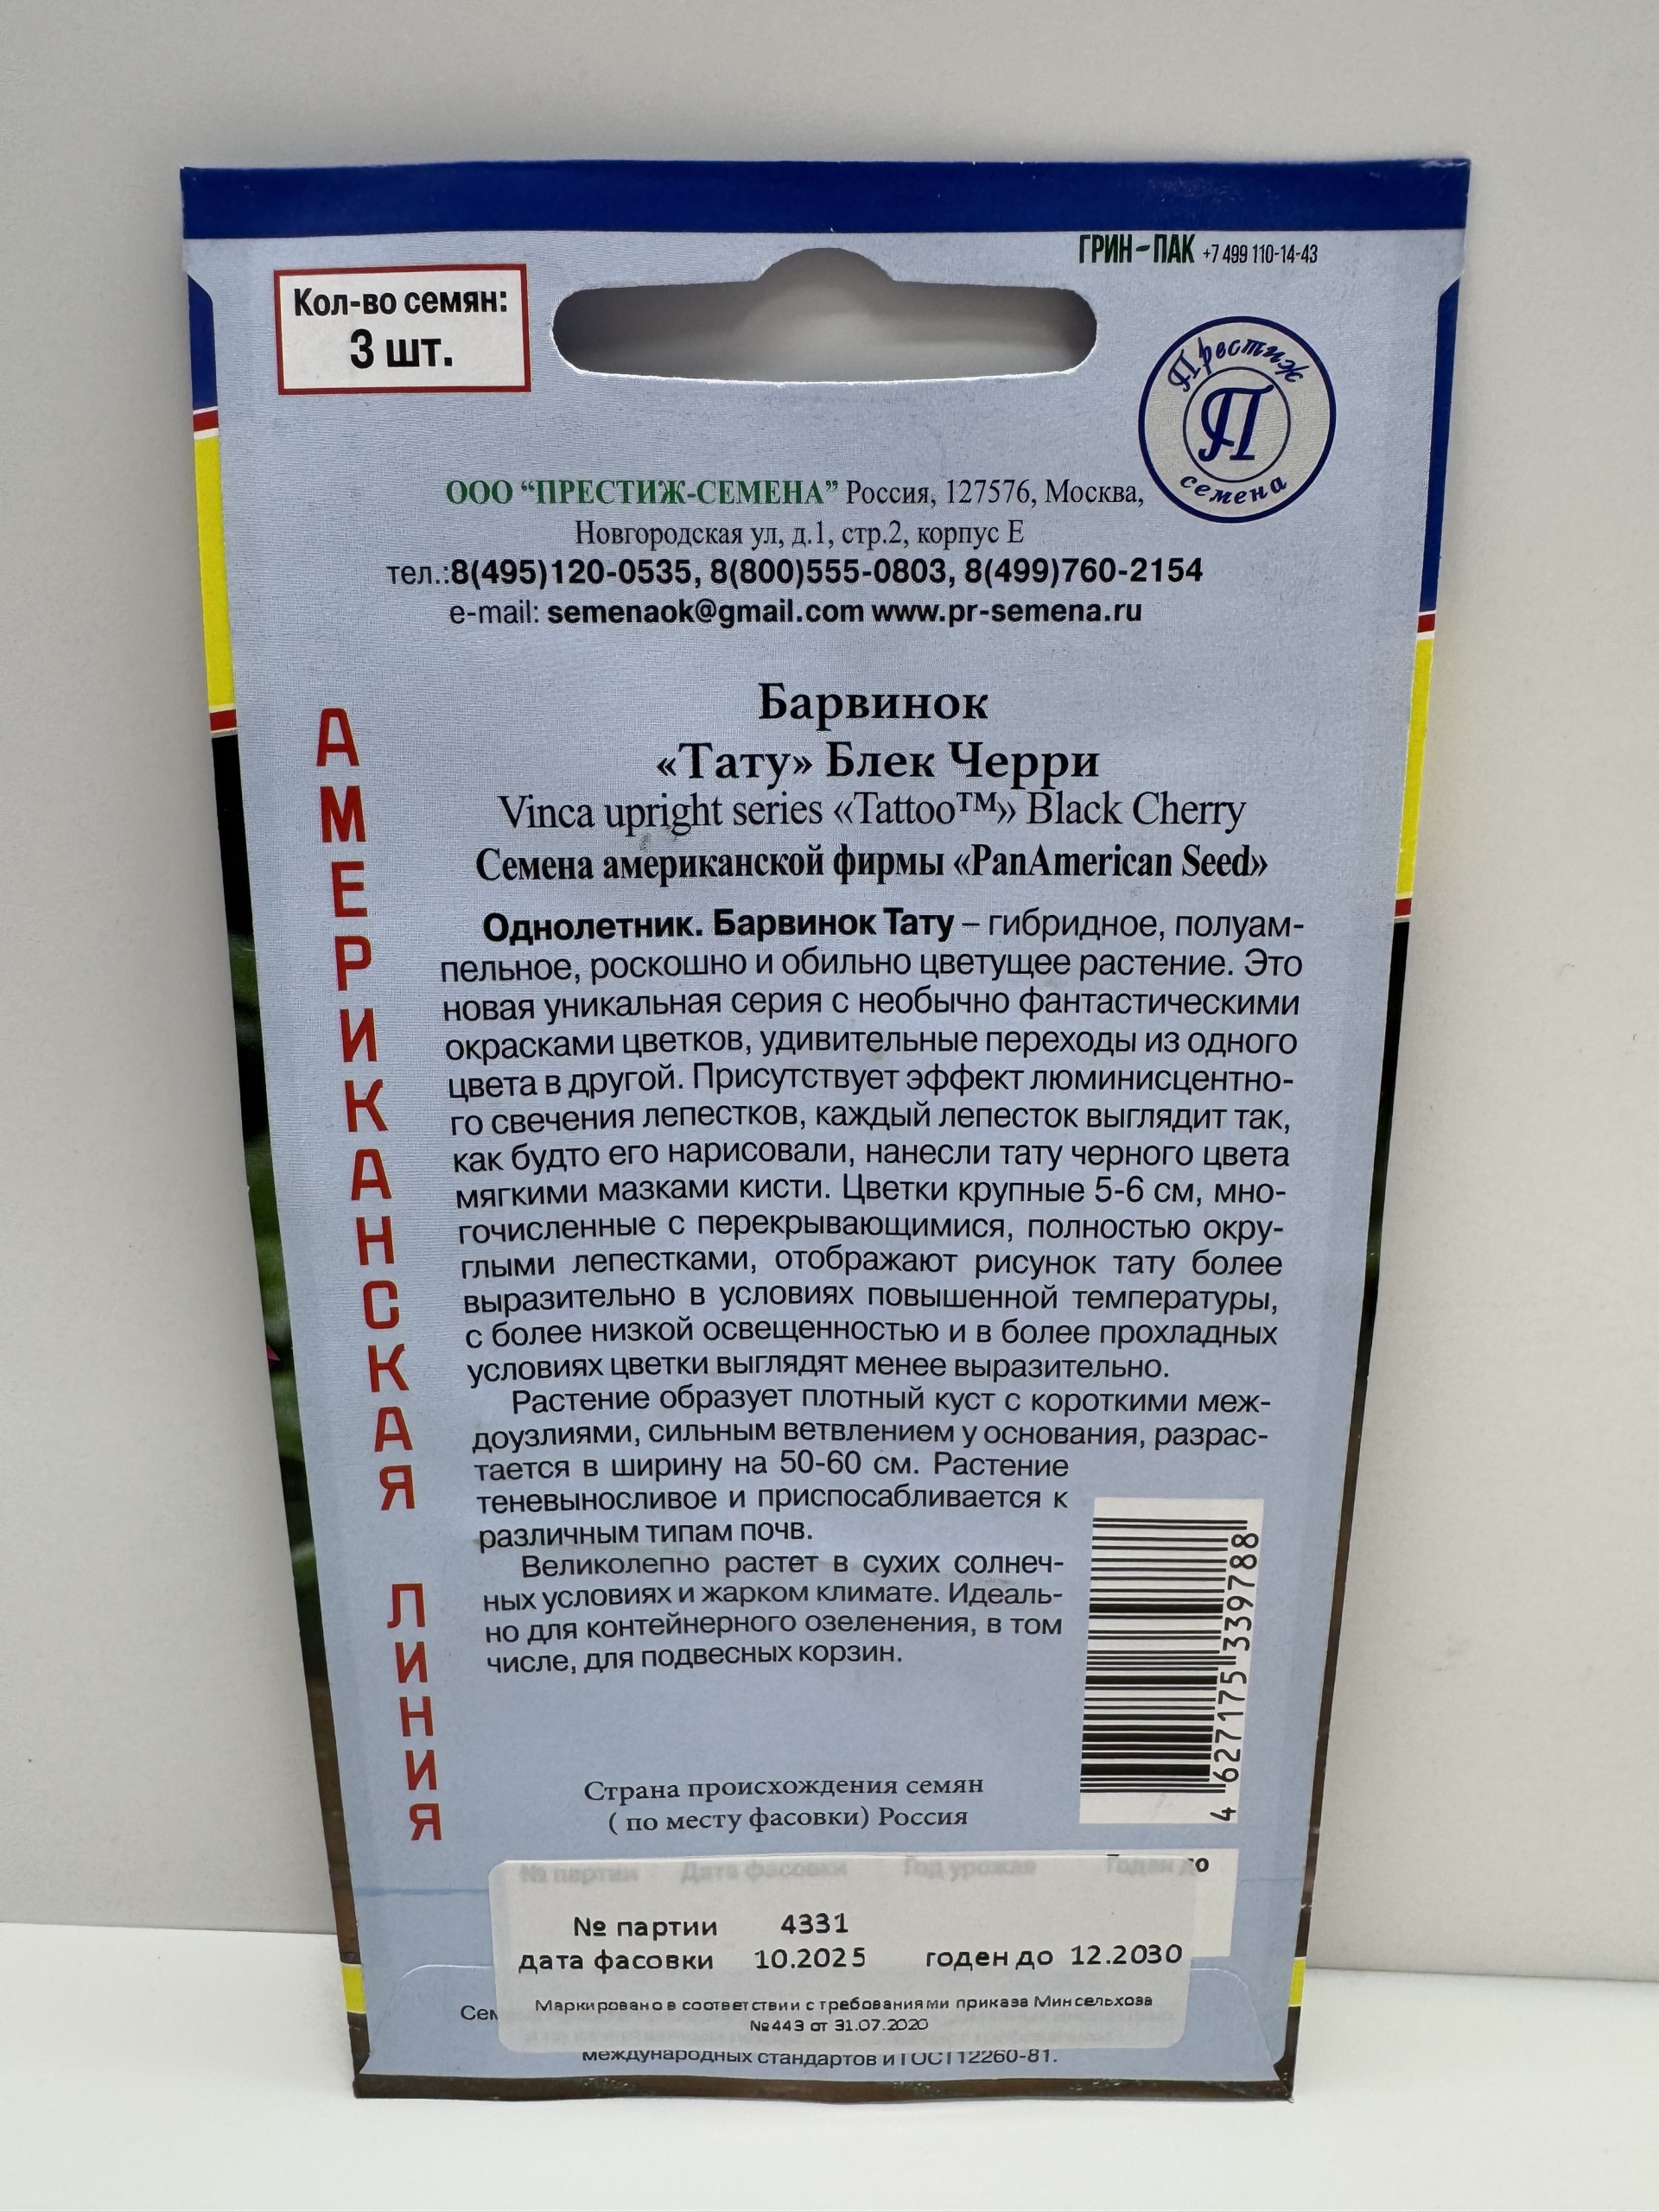 ГРИН-ПАК +7 499 110-14-43
Кол-во семян:
3 шт.
Престиж
П
семена
ООО “ПРЕСТИЖ-СЕМЕНА” Россия, 127576, Москва,
Новгородская ул, д.1, стр.2, корпус Е
тел.:8(495)120-0535, 8(800)555-0803, 8(499)760-2154
e-mail: semenaok@gmail.com www.pr-semena.ru
АМЕРИКАНСКАЯ ЛИНИЯ
Барвинок
«Тату» Блек Черри
Vinca upright series «Tattoo™» Black Cherry
Семена американской фирмы «PanAmerican Seed»
Однолетник. Барвинок Тату – гибридное, полуам-
пельное, роскошно и обильно цветущее растение. Это
новая уникальная серия с необычно фантастическими
окрасками цветков, удивительные переходы из одного
цвета в другой. Присутствует эффект люминисцентно-
го свечения лепестков, каждый лепесток выглядит так,
как будто его нарисовали, нанесли тату черного цвета
мягкими мазками кисти. Цветки крупные 5-6 см, мно-
гочисленные с перекрывающимися, полностью окру-
глыми лепестками, отображают рисунок тату более
выразительно в условиях повышенной температуры,
с более низкой освещенностью и в более прохладных
условиях цветки выглядят менее выразительно.
Растение образует плотный куст с короткими меж-
доузлиями, сильным ветвлением у основания, разрас-
тается в ширину на 50-60 см. Растение
теневыносливое и приспосабливается к
различным типам почв.
Великолепно растет в сухих солнеч-
ных условиях и жарком климате. Идеаль-
но для контейнерного озеленения, в том
числе, для подвесных корзин.
4 627175 339788
Страна происхождения семян
( по месту фасовки) Россия
№ партии Дата фасовки Год урожая Годен до
№ партии 4331
дата фасовки 10.2025 годен до 12.2030
Маркировано в соответствии с требованиями приказа Минсельхоза
№443 от 31.07.2020
международных стандартов и ГОСТ12260-81.